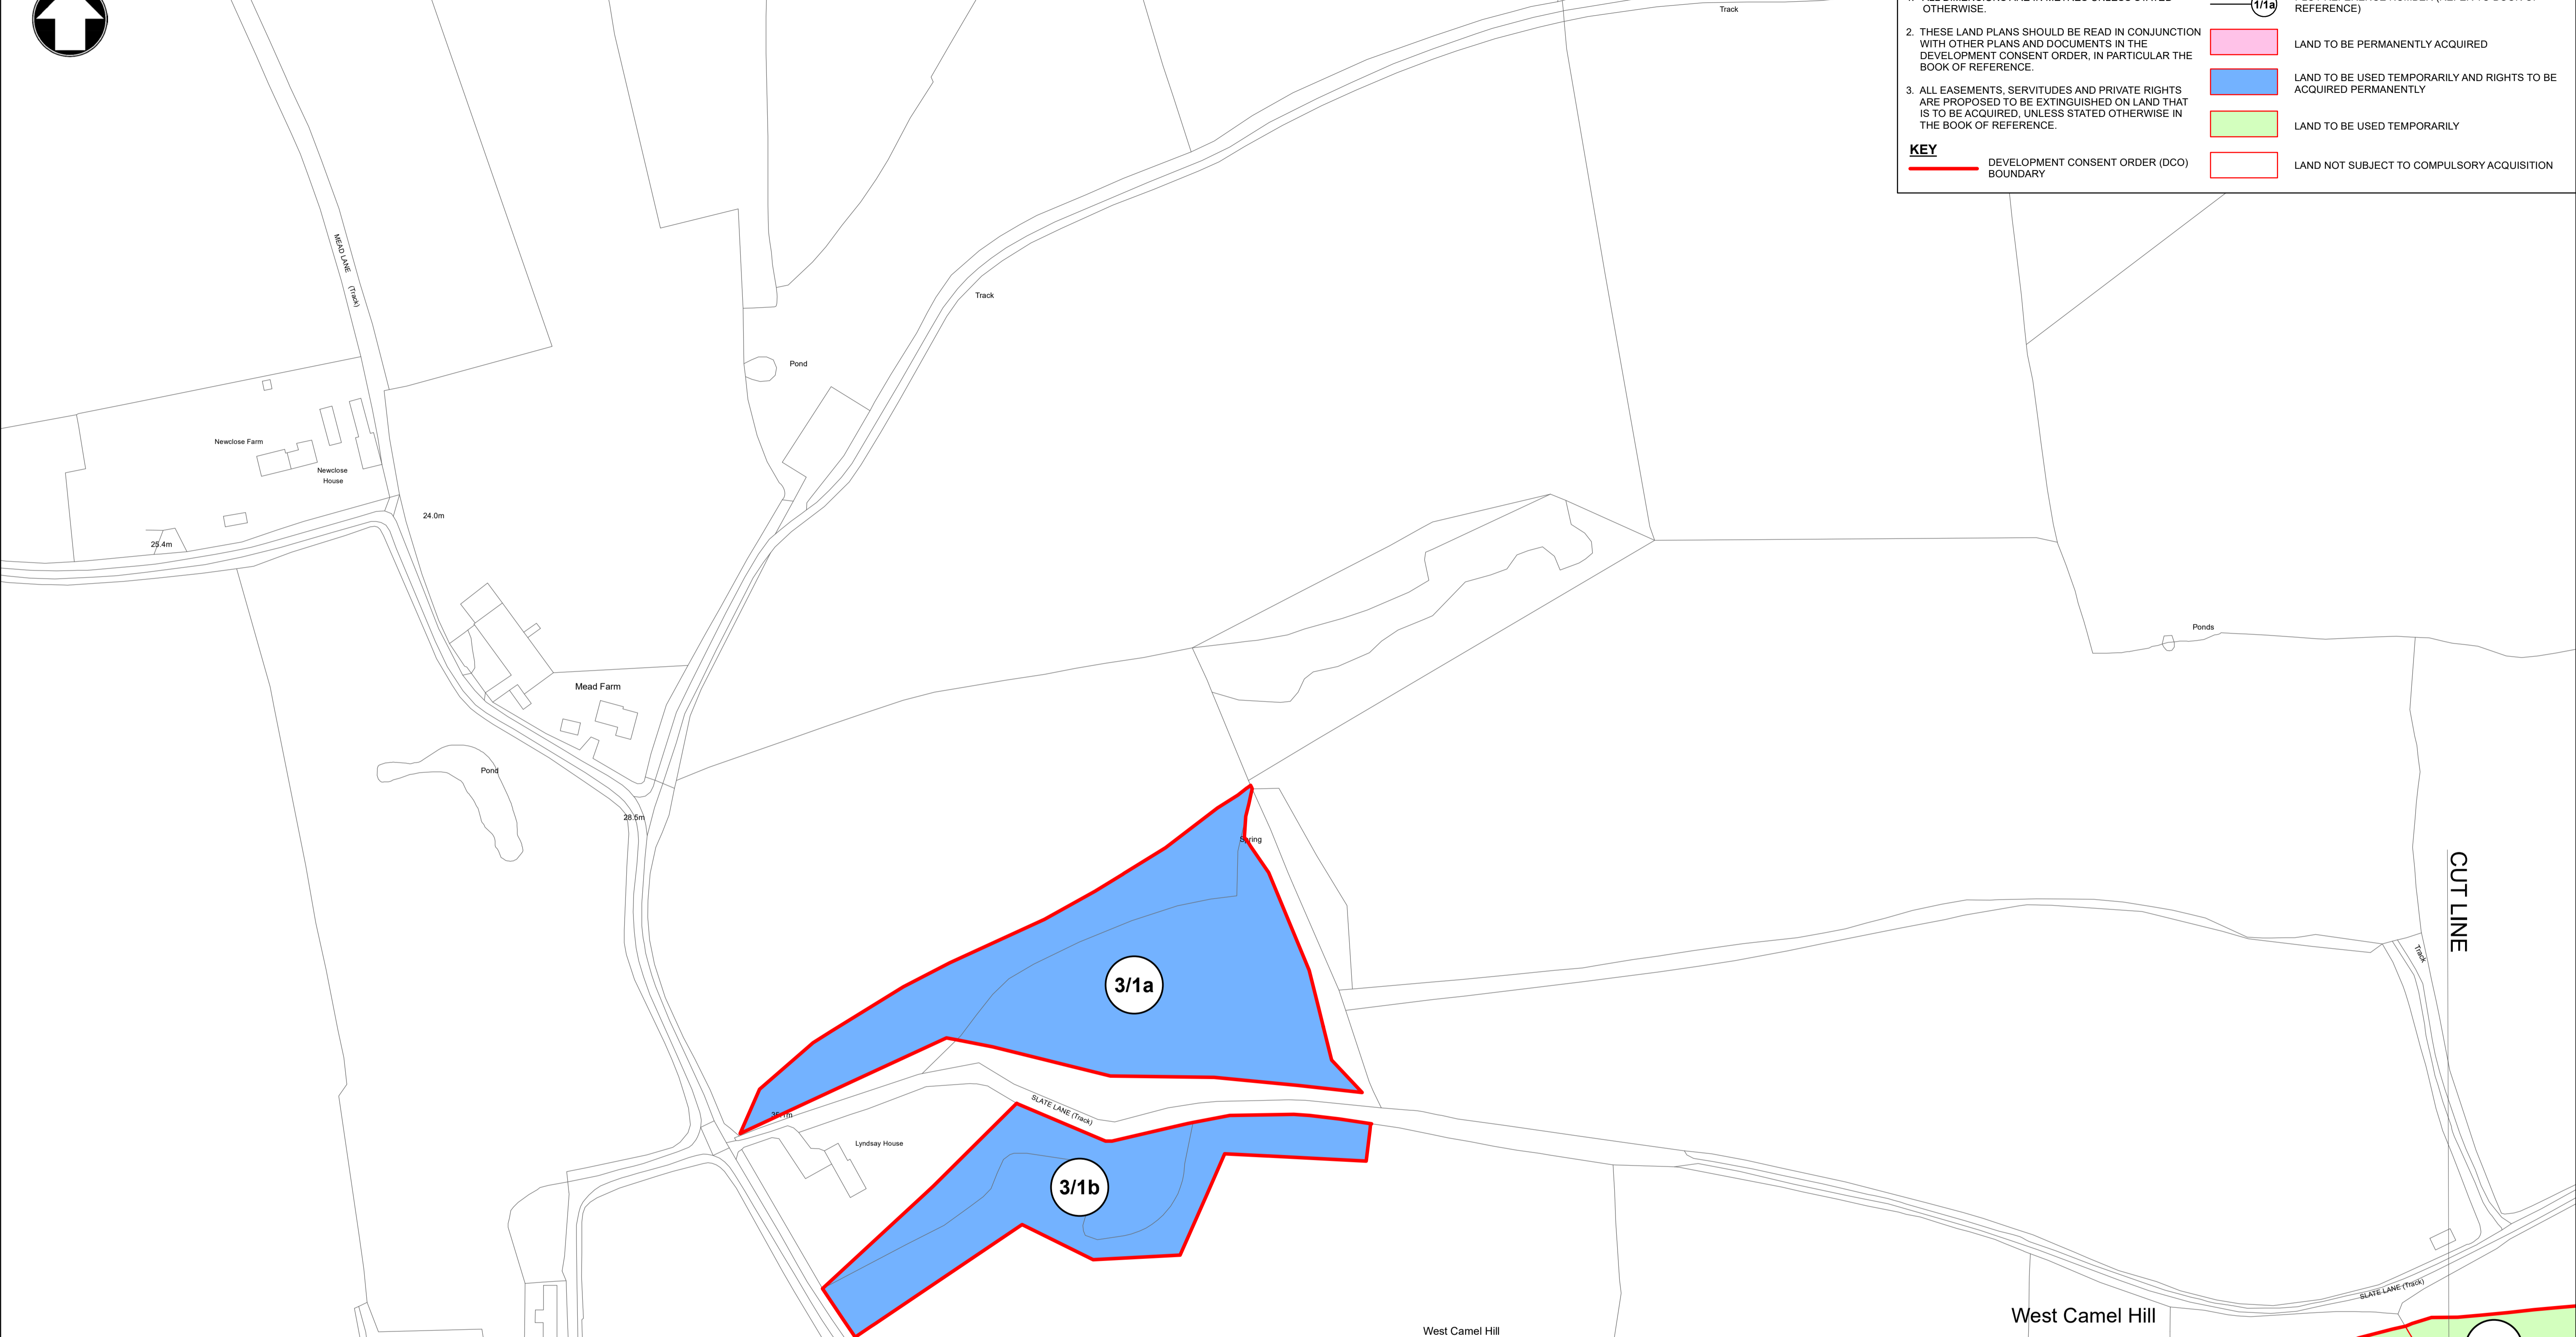 OTHERWISE.
2. THESE LAND PLANS SHOULD BE READ IN CONJUNCTION
WITH OTHER PLANS AND DOCUMENTS IN THE
DEVELOPMENT CONSENT ORDER, IN PARTICULAR THE
BOOK OF REFERENCE.
3. ALL EASEMENTS, SERVITUDES AND PRIVATE RIGHTS
ARE PROPOSED TO BE EXTINGUISHED ON LAND THAT
IS TO BE ACQUIRED, UNLESS STATED OTHERWISE IN
THE BOOK OF REFERENCE.
KEY
DEVELOPMENT CONSENT ORDER (DCO)
BOUNDARY
1/1a
REFERENCE)
LAND TO BE PERMANENTLY ACQUIRED
LAND TO BE USED TEMPORARILY AND RIGHTS TO BE
ACQUIRED PERMANENTLY
LAND TO BE USED TEMPORARILY
LAND NOT SUBJECT TO COMPULSORY ACQUISITION
Track
MEAD LANE (Track)
Track
Pond
Newclose Farm
Newclose
House
24.0m
25.4m
Ponds
Mead Farm
Pond
28.5m
Spring
CUT LINE
Track
3/1a
SLATE LANE (Track)
Lyndsay House
3/1b
SLATE LANE (Track)
West Camel Hill
West Camel Hill